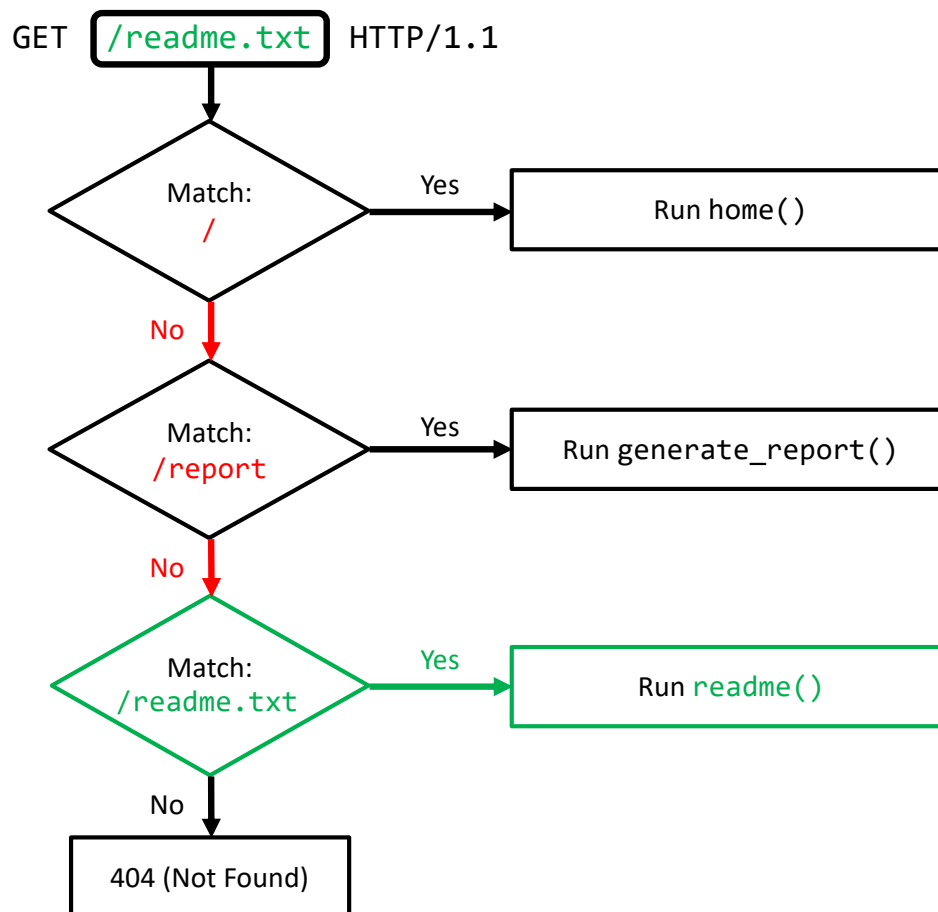 GET /readme.txt HTTP/1.1
Match:
/
Yes
Run home()
No
Match:
/report
Yes
Run generate_report()
No
Match:
/readme.txt
Yes
Run readme()
No
404 (Not Found)